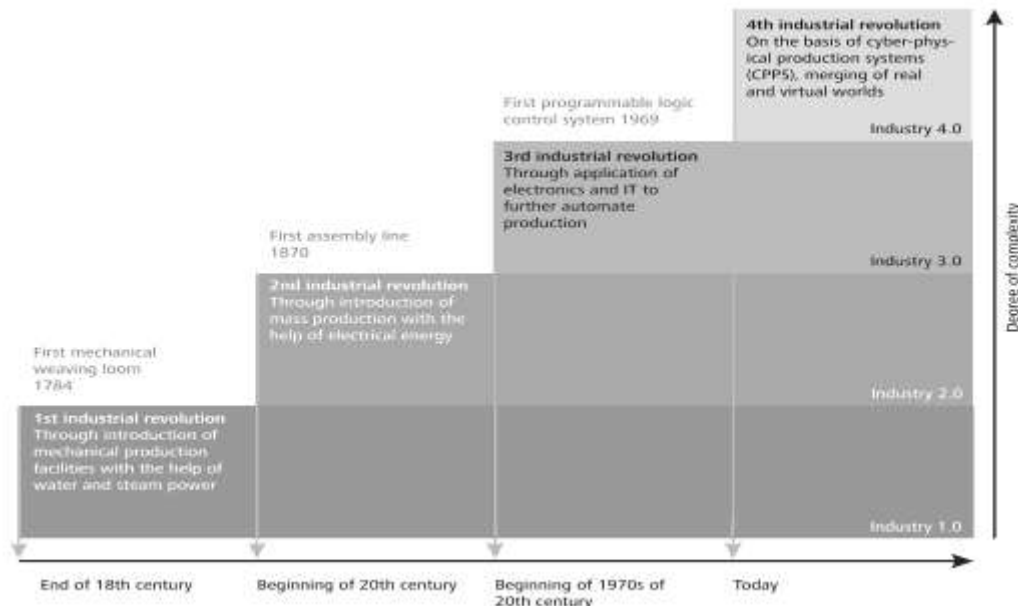 4th industrial revolution
On the basis of cyber-phys-
ical production systems
(CPPS), merging of real
and virtual worlds
Industry 4.0
First programmable logic
control system 1969
3rd industrial revolution
Through application of
electronics and IT to
further automate
production
Industry 3.0
First assembly line
1870
2nd industrial revolution
Through introduction of
mass production with the
help of electrical energy
Industry 2.0
First mechanical
weaving loom
1784
1st industrial revolution
Through introduction of
mechanical production
facilities with the help of
water and steam power
Industry 1.0
Degree of complexity
End of 18th century
Beginning of 20th century
Beginning of 1970s of
20th century
Today